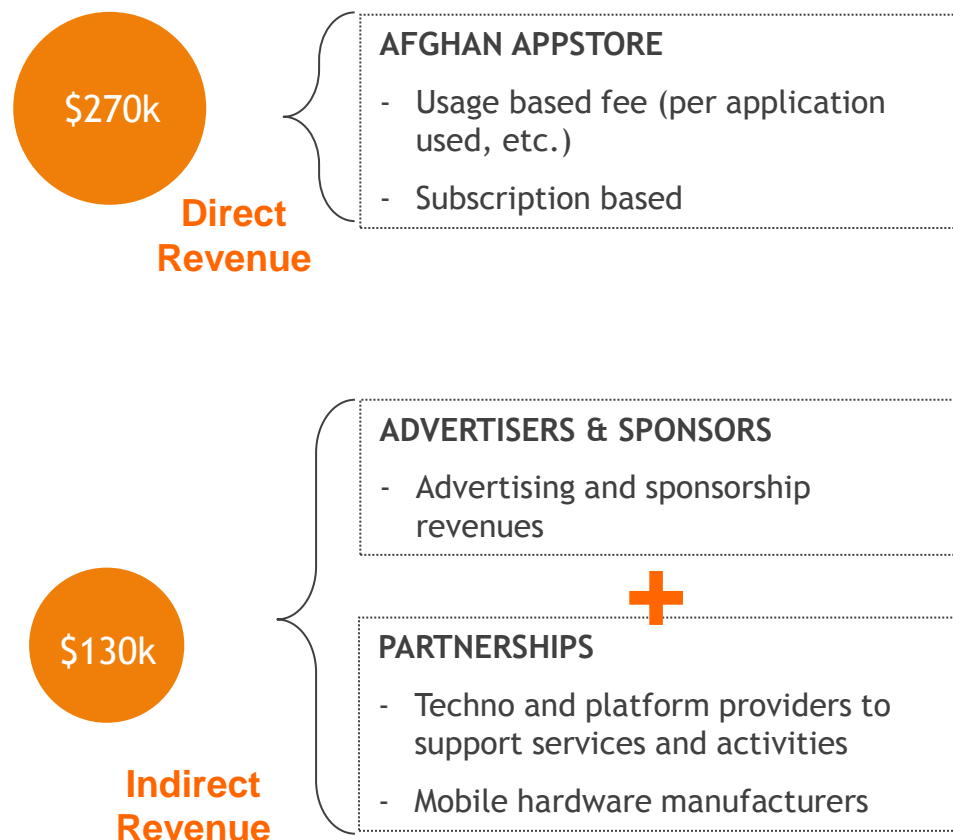 $270k
Direct
Revenue
AFGHAN APPSTORE
- Usage based fee (per application
used, etc.)
- Subscription based
$130k
Indirect
Revenue
ADVERTISERS & SPONSORS
- Advertising and sponsorship
revenues
+
PARTNERSHIPS
- Techno and platform providers to
support services and activities
- Mobile hardware manufacturers